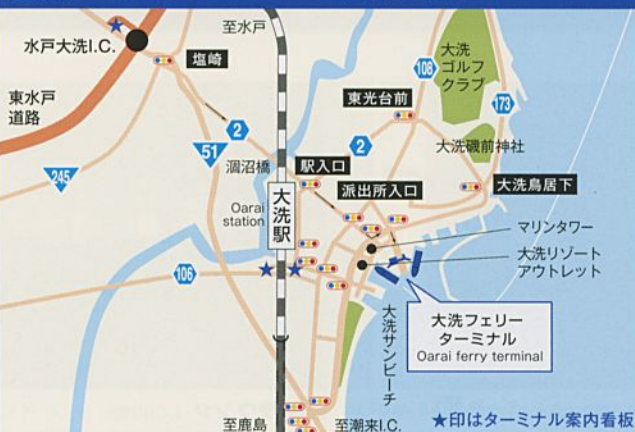 至水戸
水戸大洗I.C.
塩崎
大洗
ゴルフ
クラブ
108
東水戸
道路
東光台前
173
2
2
51
大洗磯前神社
涸沼橋
駅入口
245
派出所入口
大洗鳥居下
Oarai
station
大洗駅
マリンタワー
大洗リゾート
アウトレット
106
大洗サンビーチ
大洗フェリー
ターミナル
Oarai ferry terminal
至鹿島
至潮来I.C.
★印はターミナル案内看板